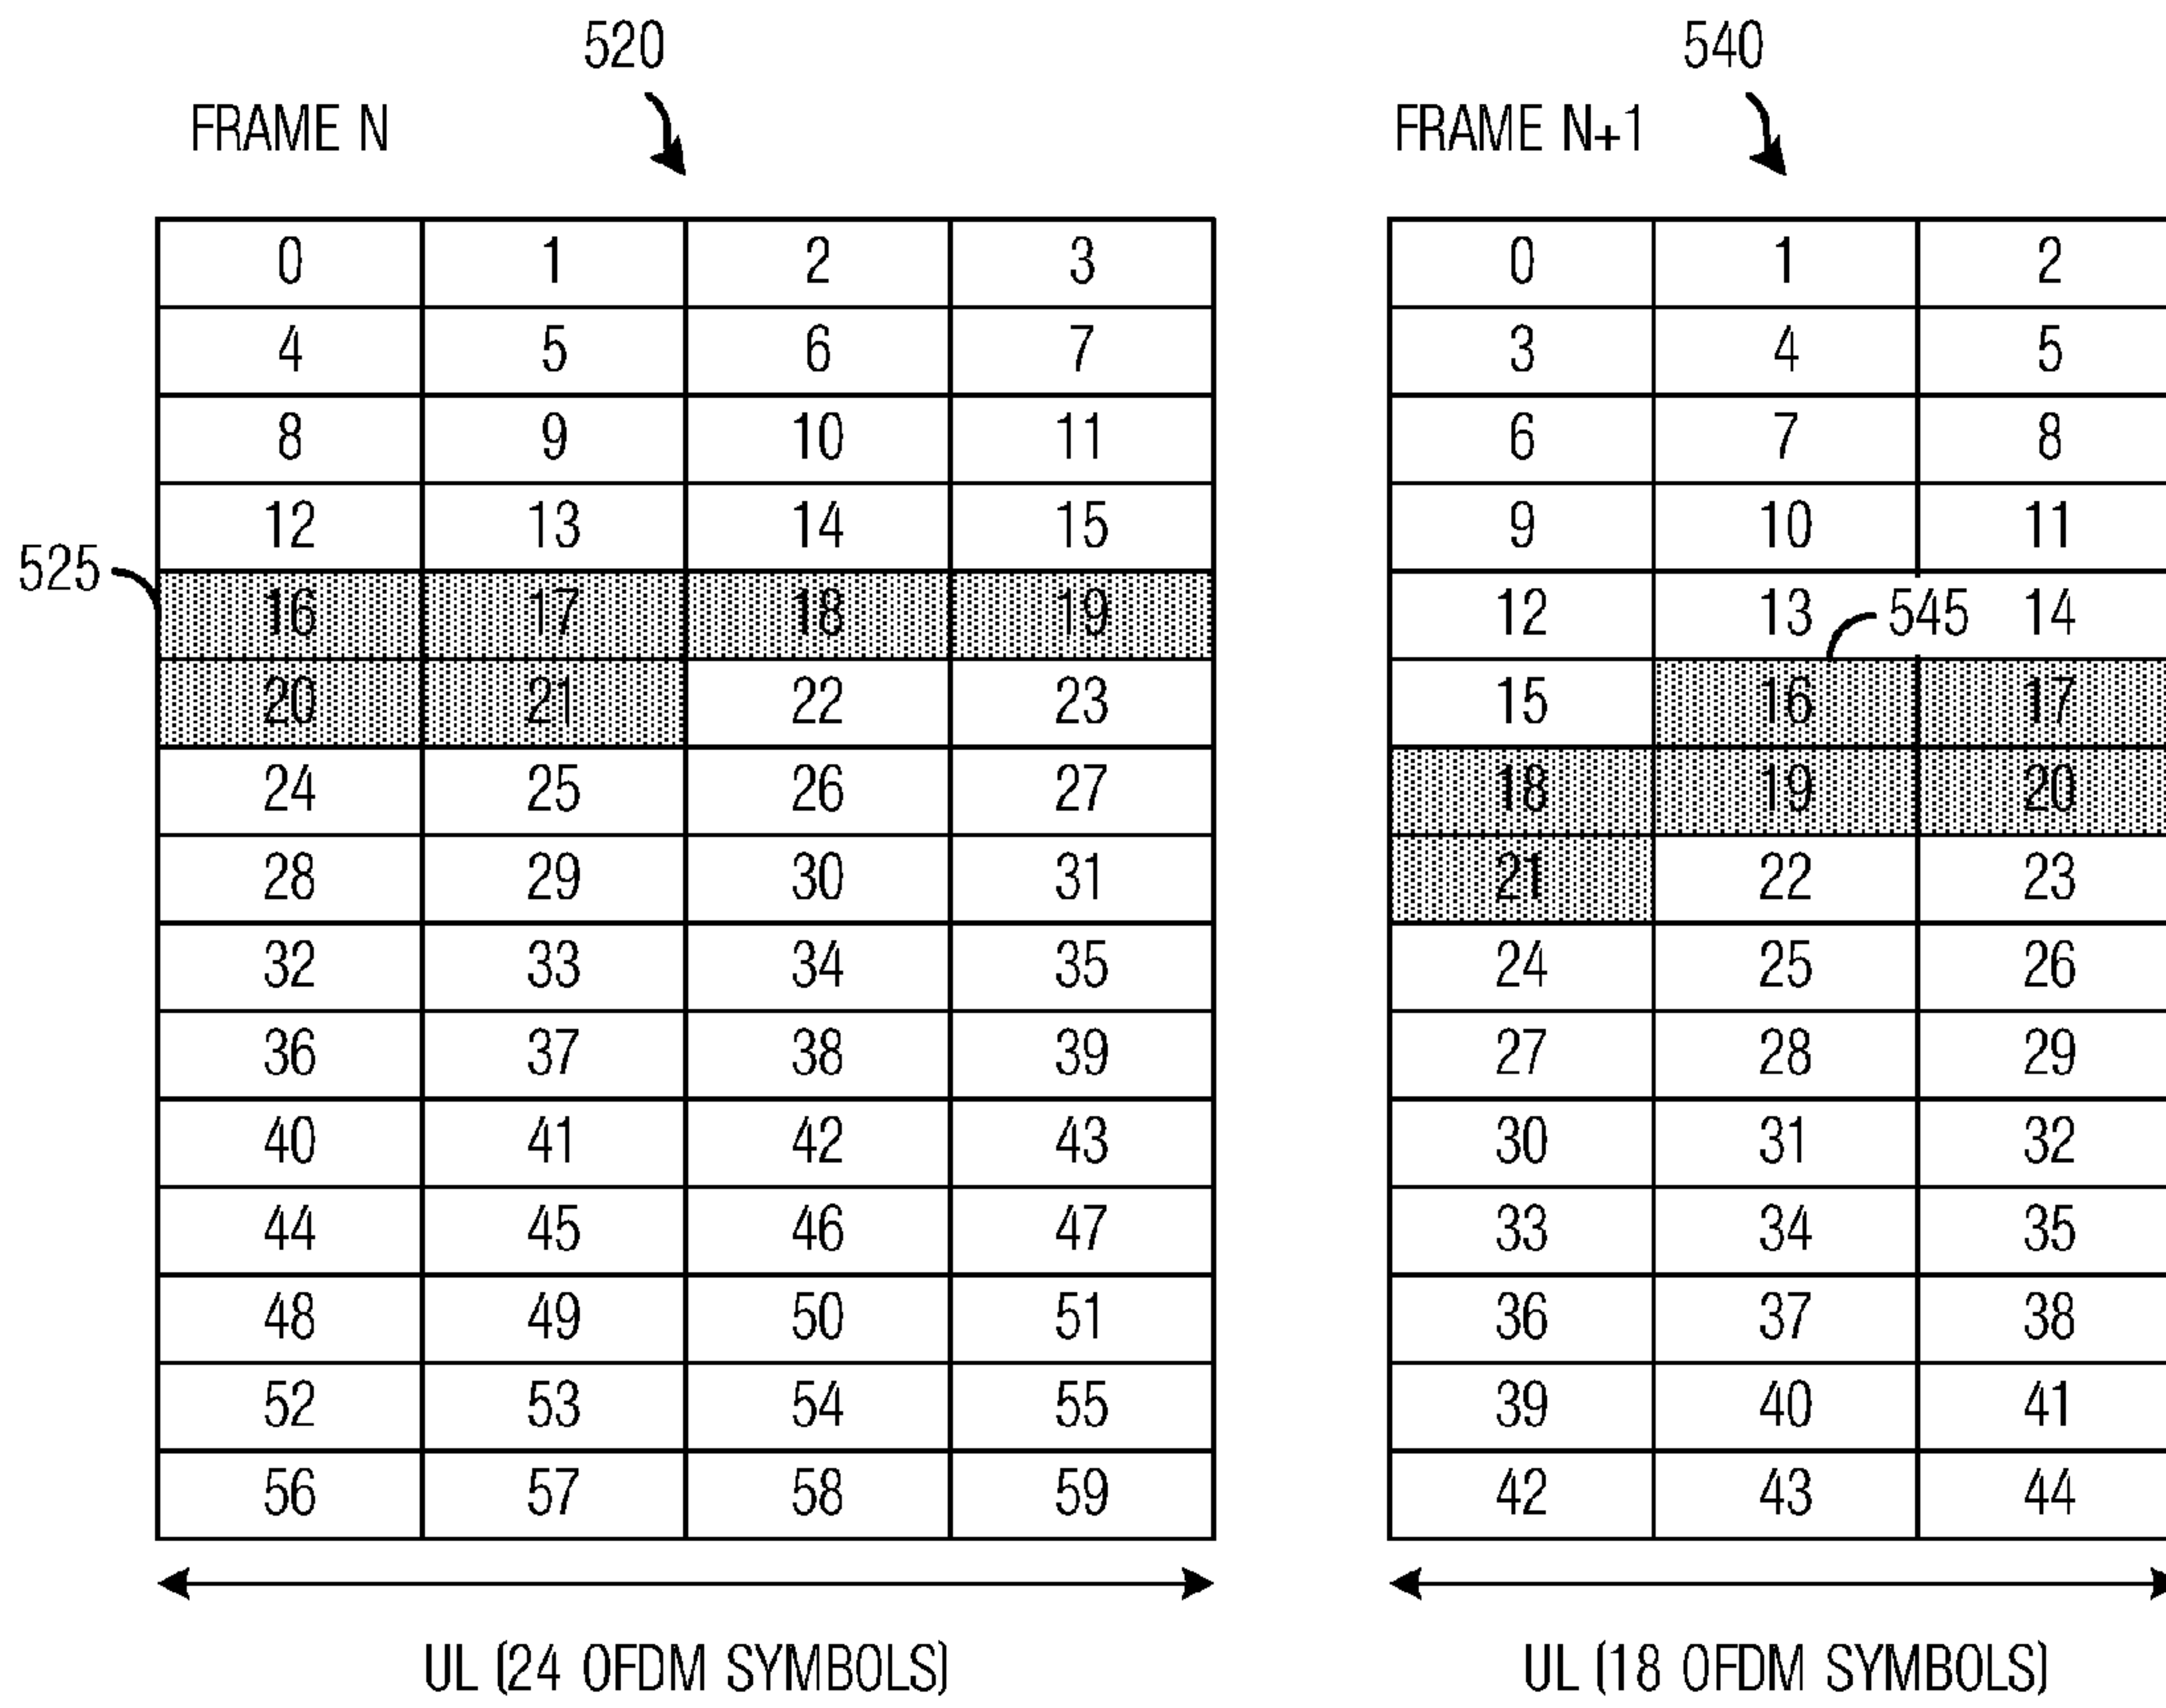 520
540
FRAME N
FRAME N+1
0 1 2 3
4 5 6 7
8 9 10 11
12 13 14 15
525
16 17 18 19
20 21 22 23
24 25 26 27
28 29 30 31
32 33 34 35
36 37 38 39
40 41 42 43
44 45 46 47
48 49 50 51
52 53 54 55
56 57 58 59
UL (24 OFDM SYMBOLS)
0 1 2
3 4 5
6 7 8
9 10 11
12 13 545 14
15 16 17
18 19 20
21 22 23
24 25 26
27 28 29
30 31 32
33 34 35
36 37 38
39 40 41
42 43 44
UL (18 OFDM SYMBOLS)